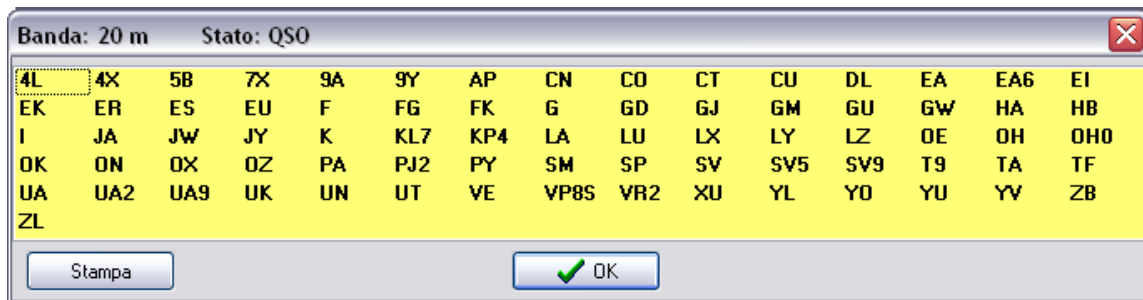 Banda: 20 m Stato: QSO
4L 4X 5B 7X 9A 9Y AP CN CO CT CU DL EA EA6 EI
EK ER ES EU F FG FK G GD GJ GM GU GW HA HB
I JA JW JY K KL7 KP4 LA LU LX LY LZ OE OH OH0
OK ON OX OZ PA PJ2 PY SM SP SV SV5 SV9 T9 TA TF
UA UA2 UA9 UK UN UT VE VP8S VR2 XU YL YO YU YV ZB
ZL
Stampa OK